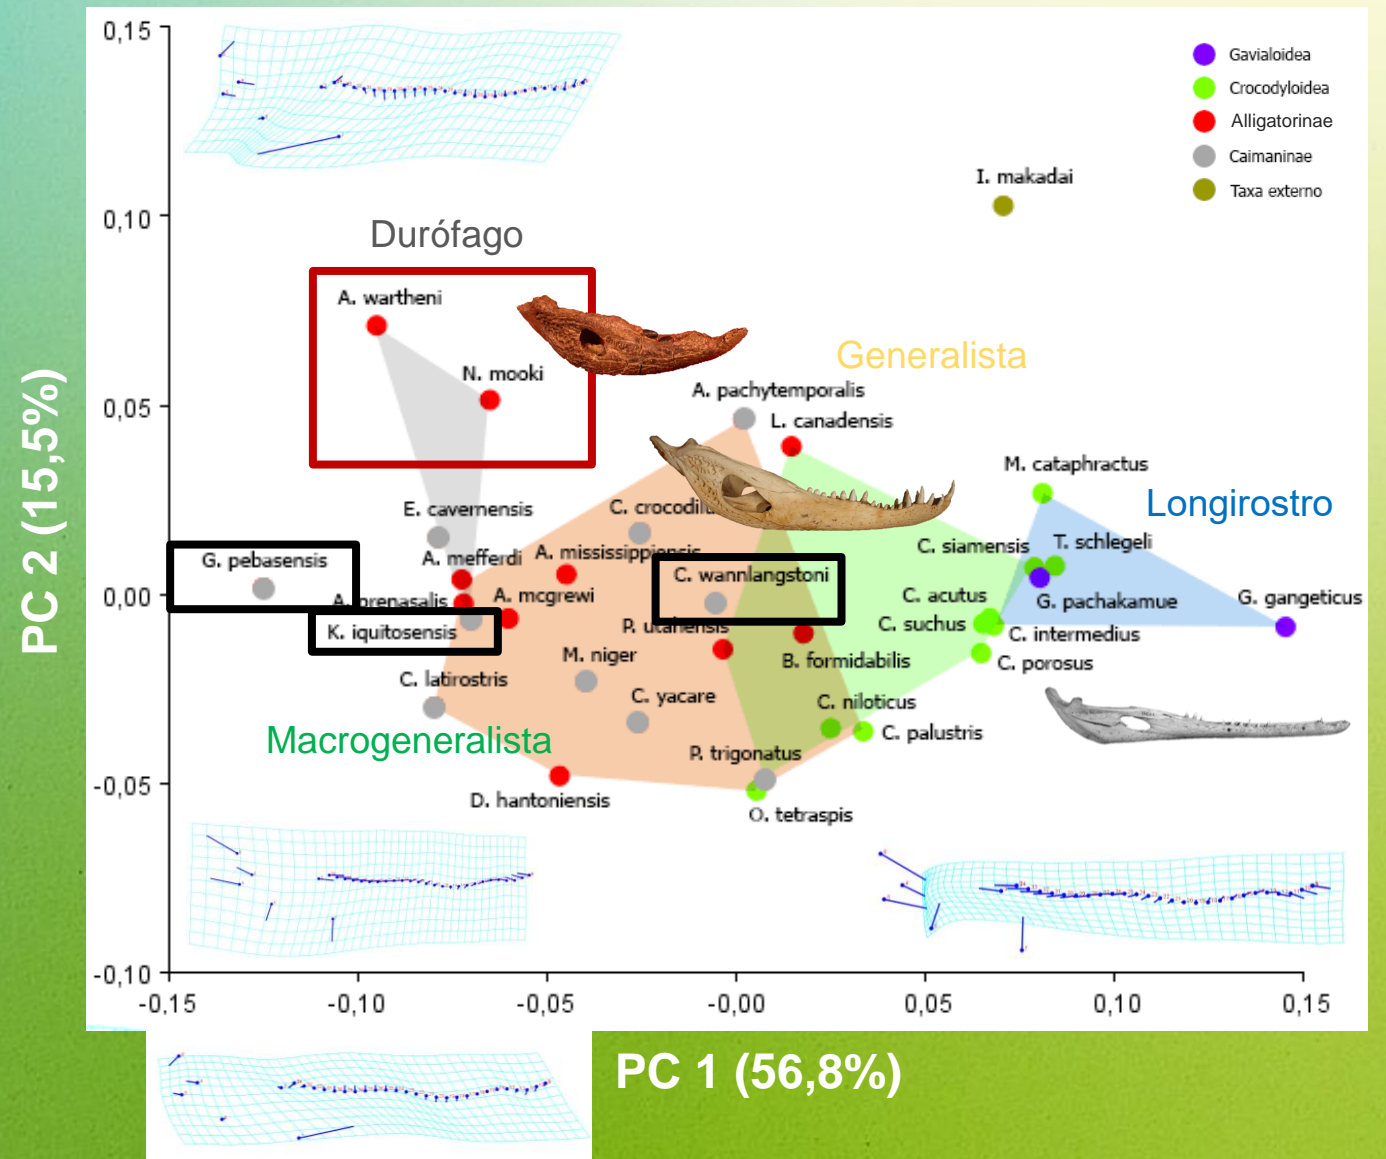 0,15
Gavialoidea
Crocodyloidea
Alligatorinae
Caimaninae
Taxa externo
I. makadai
0,10
Durófago
A. wartheni
Generalista
N. mooki
A. pachytemporalis
0,05
L. canadensis
M. cataphractus
Longirostro
E. cavernensis
C. crocodilu
G. pebasensis
A. mefferdi
A. mississippiensis
C. siamensis
T. schlegeli
C. wannlangstoni
0,00
A. prenasalis
A. mcgrewi
C. acutus
G. pachakamue
G. gangeticus
K. iquitosensis
P. utahensis
C. suchus
C. intermedius
M. niger
B. formidabilis
C. porosus
C. latirostris
C. yacare
C. niloticus
Macrogeneralista
P. trigonatus
C. palustris
-0,05
D. hantoniensis
O. tetraspis
-0,10
-0,15
-0,10
-0,05
-0,00
0,05
0,10
0,15
PC 2 (15,5%)
PC 1 (56,8%)